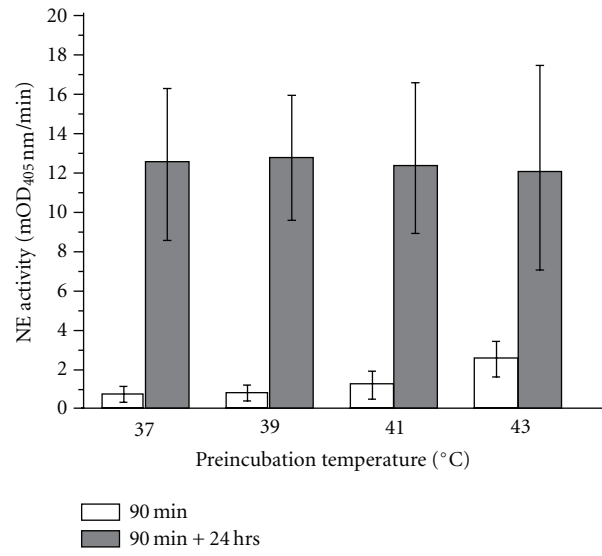 20
18
16
14
12
10
8
6
4
2
0
NE activity (mOD405 nm/min)
37 39 41 43
Preincubation temperature (°C)
90 min
90 min + 24 hrs